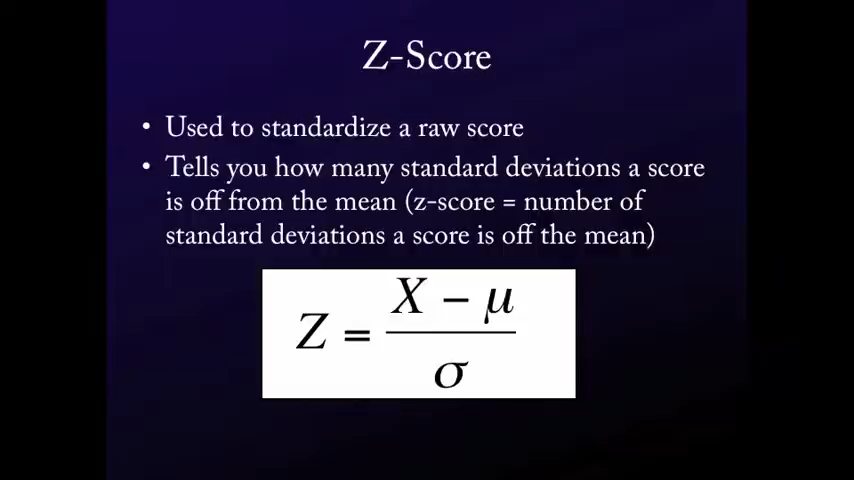 Z-Score
• Used to standardize a raw score
• Tells you how many standard deviations a score
is off from the mean (z-score = number of
standard deviations a score is off the mean)
X − μ
Z =
σ